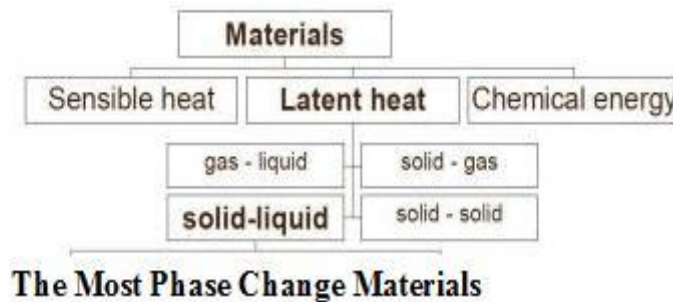 Materials
Sensible heat Latent heat Chemical energy
gas - liquid solid - gas
solid-liquid solid - solid
The Most Phase Change Materials